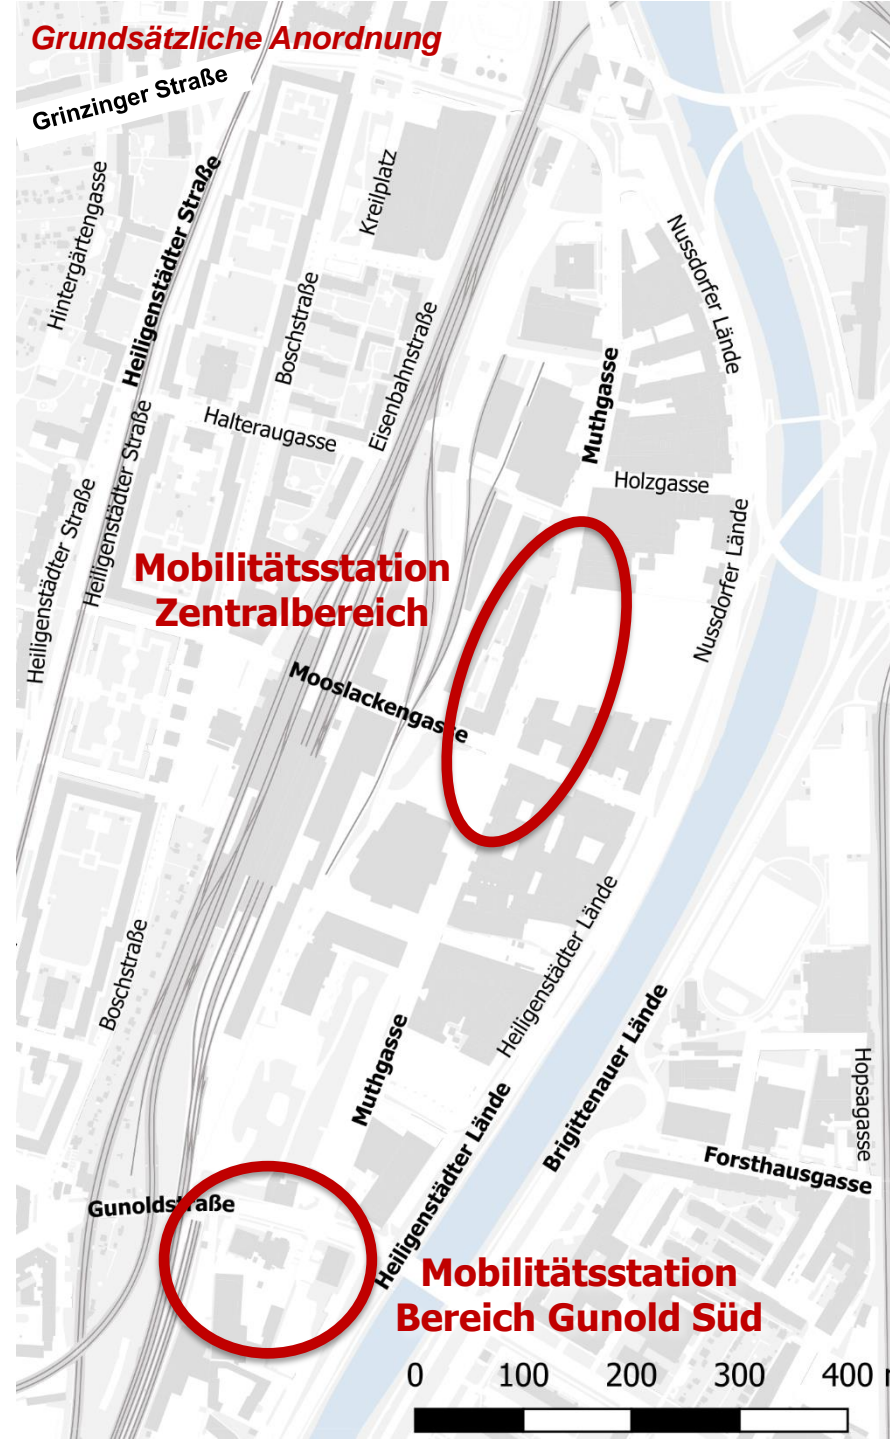 Grundsätzliche Anordnung
Grinzinger Straße
Hintergärtengasse
Heiligenstädter Straße
Kreilplatz
Boschstraße
Eisenbahnstraße
Nussdorfer Lände
Muthgasse
Halteraugasse
Heiligenstädter Straße
Heiligenstädter Straße
Holzgasse
Nussdorfer Lände
Mobilitätsstation
Zentralbereich
Mooslackengasse
Boschstraße
Heiligenstädter Lände
Muthgasse
Heiligenstädter Lände
Brigittenauer Lände
Hopsagasse
Forsthausgasse
Gunoldstraße
Mobilitätsstation
Bereich Gunold Süd
0 100 200 300 400 m